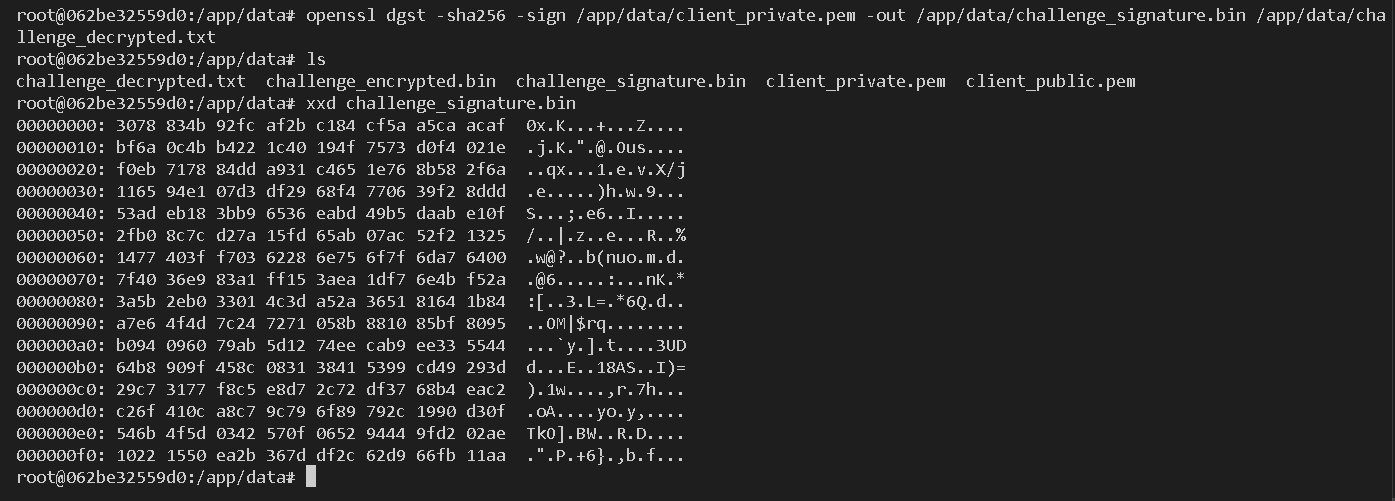 root@062be32559d0:/app/data# openssl dgst -sha256 -sign /app/data/client_private.pem -out /app/data/challenge_signature.bin /app/data/cha
llenge_decrypted.txt
root@062be32559d0:/app/data# ls
challenge_decrypted.txt  challenge_encrypted.bin  challenge_signature.bin  client_private.pem  client_public.pem
root@062be32559d0:/app/data# xxd challenge_signature.bin
00000000: 3078 834b 92fc af2b c184 cf5a a5ca acaf  0x.K...+...Z....
00000010: bf6a 0c4b b422 1c40 194f 7573 d0f4 021e  .j.K.".@.Ous....
00000020: f0eb 7178 84dd a931 c465 1e76 8b58 2f6a  ..qx...1.e.v.X/j
00000030: 1165 94e1 07d3 df29 68f4 7706 39f2 8ddd  .e.....)h.w.9...
00000040: 53ad eb18 3bb9 6536 eabd 49b5 daab e10f  S...;.e6..I.....
00000050: 2fb0 8c7c d27a 15fd 65ab 07ac 52f2 1325  /..|.z..e...R..%
00000060: 1477 403f f703 6228 6e75 6f7f 6da7 6400  .w@?..b(nuo.m.d.
00000070: 7f40 36e9 83a1 ff15 3aea 1df7 6e4b f52a  .@6.....:...nK.*
00000080: 3a5b 2eb0 3301 4c3d a52a 3651 8164 1b84  :[..3.L=.*6Q.d..
00000090: a7e6 4f4d 7c24 7271 058b 8810 85bf 8095  ..OM|$rq........
000000a0: b094 0960 79ab 5d12 74ee cab9 ee33 5544  ...`y.].t....3UD
000000b0: 64b8 909f 458c 0831 3841 5399 cd49 293d  d...E..18AS..I)=
000000c0: 29c7 3177 f8c5 e8d7 2c72 df37 68b4 eac2  ).1w....,r.7h...
000000d0: c26f 410c a8c7 9c79 6f89 792c 1990 d30f  .oA....yo.y,....
000000e0: 546b 4f5d 0342 570f 0652 9444 9fd2 02ae  TkO].BW..R.D....
000000f0: 1022 1550 ea2b 367d df2c 62d9 66fb 11aa  .".P.+6}.,b.f...
root@062be32559d0:/app/data#